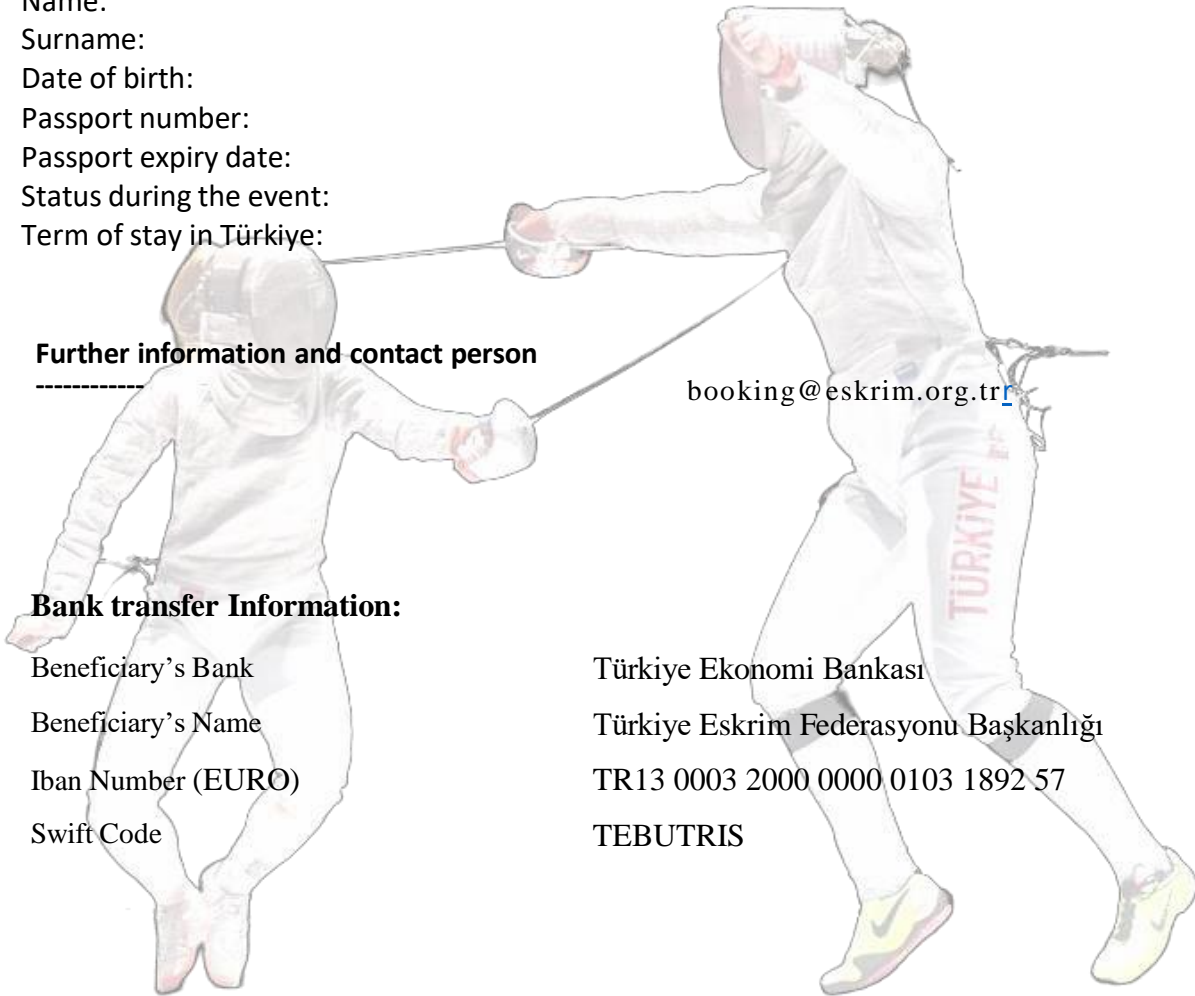 Name:
Surname:
Date of birth:
Passport number:
Passport expiry date:
Status during the event:
Term of stay in Türkiye:
Further information and contact person
------------
booking@eskrim.org.trr
TÜRKİYE
Bank transfer Information:
Beneficiary’s Bank Türkiye Ekonomi Bankası
Beneficiary’s Name Türkiye Eskrim Federasyonu Başkanlığı
Iban Number (EURO) TR13 0003 2000 0000 0103 1892 57
Swift Code TEBUTRIS